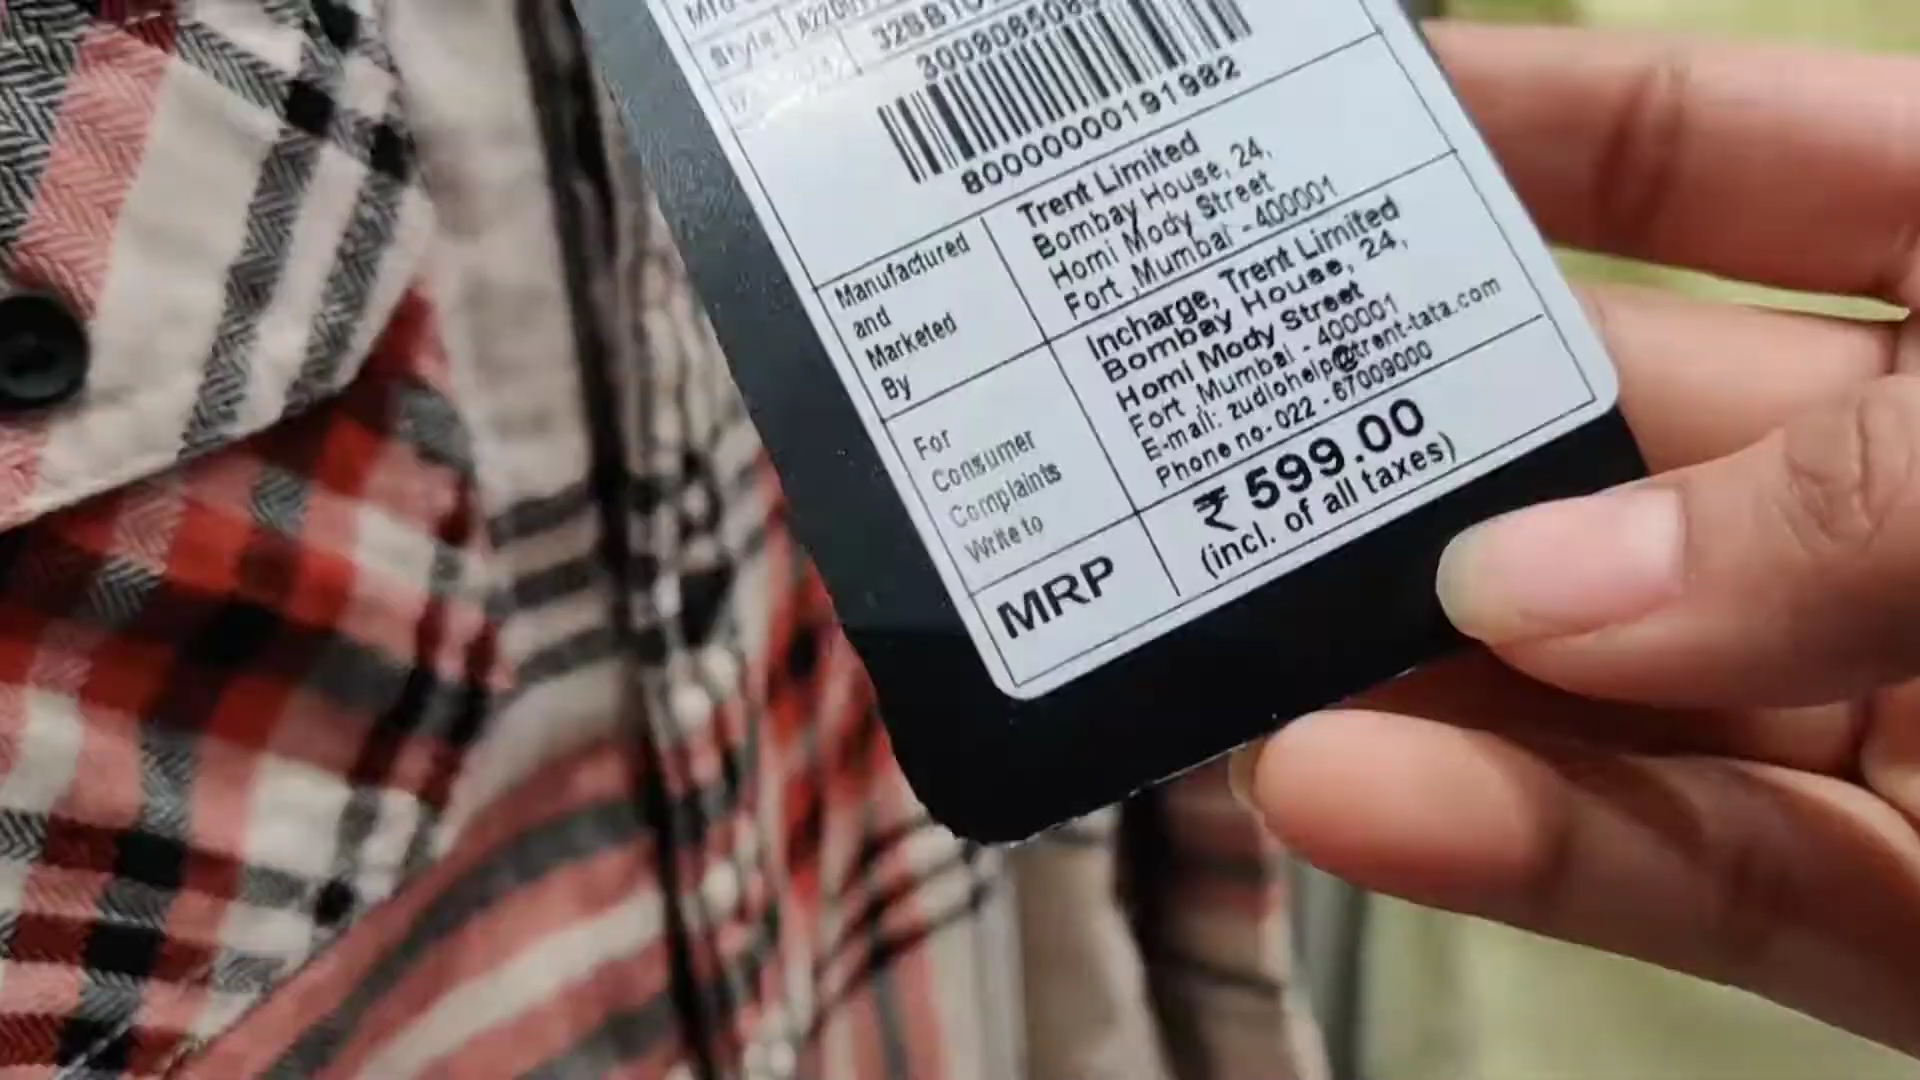 Style
300908650
8000000191982
Manufactured
and
Marketed
By
Trent Limited
Bombay House, 24,
Homi Mody Street
Fort ,Mumbai - 400001
For
Consumer
Complaints
Write to
Incharge, Trent Limited
Bombay House, 24,
Homi Mody Street
Fort Mumbai - 400001
E-mail: zudiohelp@trent-tata.com
Phone no- 022 - 67009000
MRP
₹ 599.00
(incl. of all taxes)